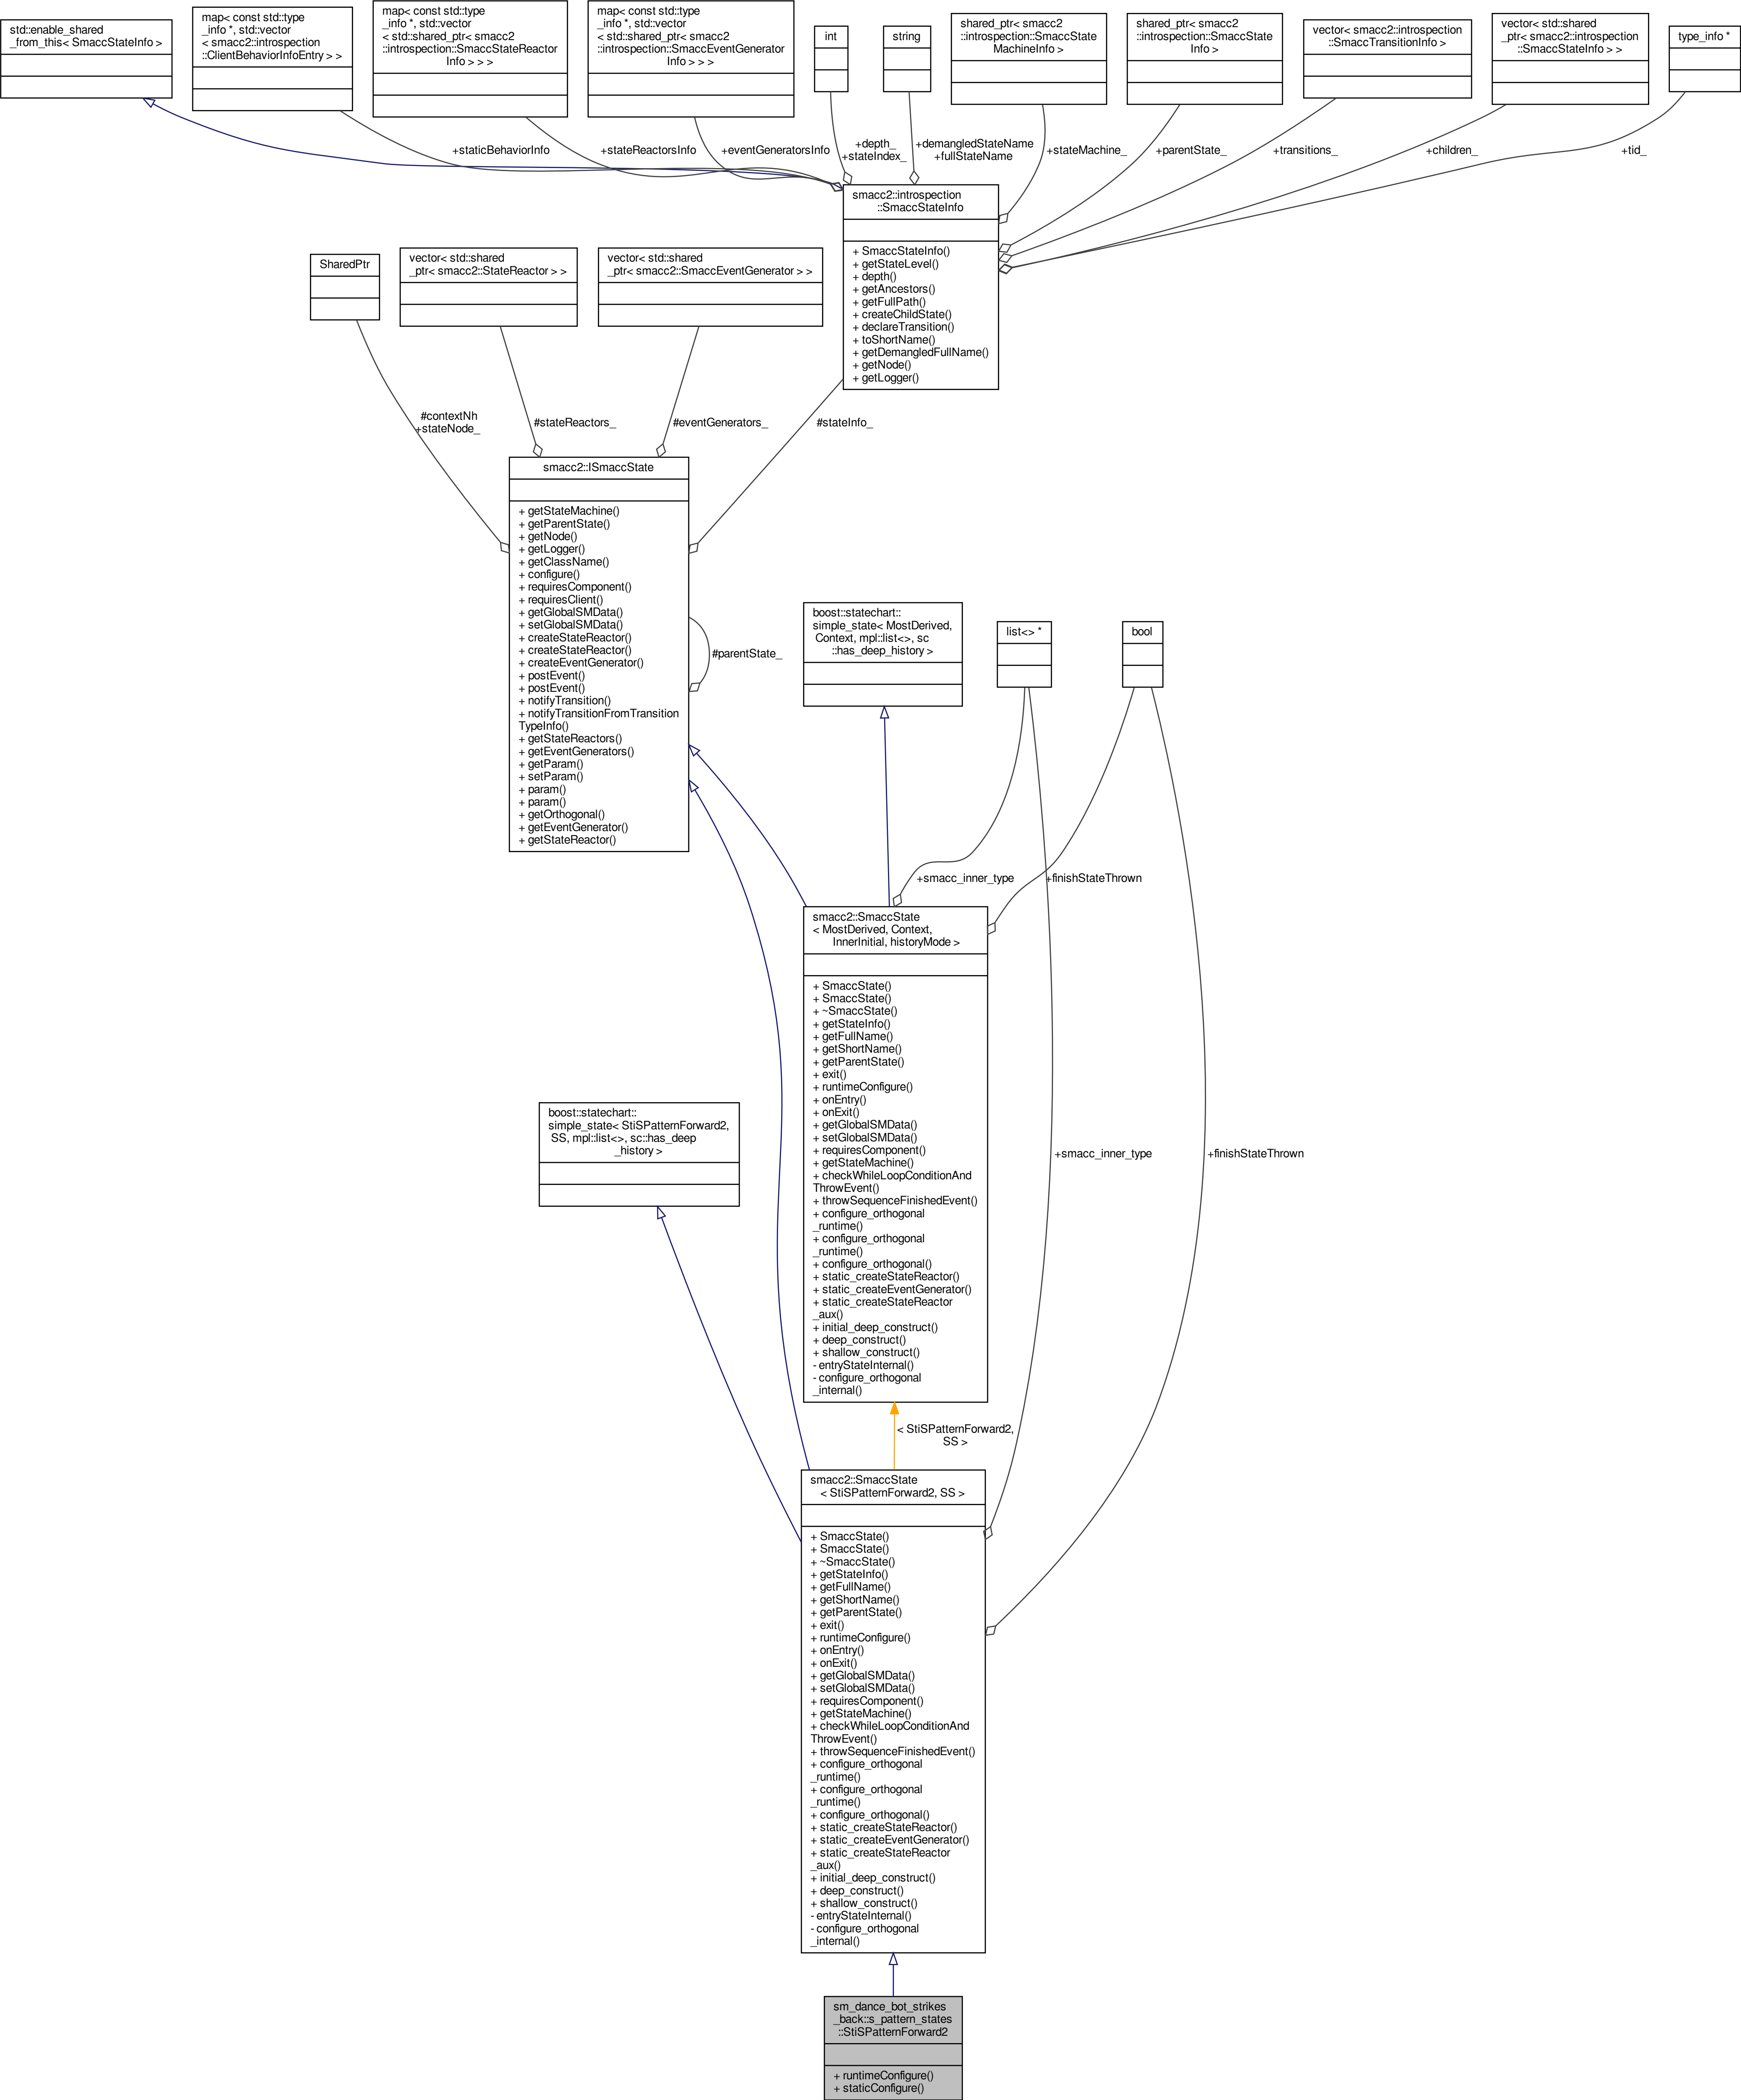 std::enable_shared
_from_this< SmaccStateInfo >
map< const std::type
_info *, std::vector
< smacc2::introspection
::ClientBehaviorInfoEntry > >
map< const std::type
_info *, std::vector
< std::shared_ptr< smacc2
::introspection::SmaccStateReactor
Info > > >
map< const std::type
_info *, std::vector
< std::shared_ptr< smacc2
::introspection::SmaccEventGenerator
Info > > >
int
string
shared_ptr< smacc2
::introspection::SmaccState
MachineInfo >
shared_ptr< smacc2
::introspection::SmaccState
Info >
vector< smacc2::introspection
::SmaccTransitionInfo >
vector< std::shared
_ptr< smacc2::introspection
::SmaccStateInfo > >
type_info *
+staticBehaviorInfo
+stateReactorsInfo
+eventGeneratorsInfo
+depth_
+stateIndex_
+demangledStateName
+fullStateName
+stateMachine_
+parentState_
+transitions_
+children_
+tid_
smacc2::introspection
::SmaccStateInfo
+ SmaccStateInfo()
+ getStateLevel()
+ depth()
+ getAncestors()
+ getFullPath()
+ createChildState()
+ declareTransition()
+ toShortName()
+ getDemangledFullName()
+ getNode()
+ getLogger()
SharedPtr
vector< std::shared
_ptr< smacc2::StateReactor > >
vector< std::shared
_ptr< smacc2::SmaccEventGenerator > >
#contextNh
+stateNode_
#stateReactors_
#eventGenerators_
#stateInfo_
smacc2::ISmaccState
+ getStateMachine()
+ getParentState()
+ getNode()
+ getLogger()
+ getClassName()
+ configure()
+ requiresComponent()
+ requiresClient()
+ getGlobalSMData()
+ setGlobalSMData()
+ createStateReactor()
+ createStateReactor()
+ createEventGenerator()
+ postEvent()
+ postEvent()
+ notifyTransition()
+ notifyTransitionFromTransition
TypeInfo()
+ getStateReactors()
+ getEventGenerators()
+ getParam()
+ setParam()
+ param()
+ param()
+ getOrthogonal()
+ getEventGenerator()
+ getStateReactor()
#parentState_
boost::statechart::
simple_state< MostDerived,
Context, mpl::list<>, sc
::has_deep_history >
list<> *
bool
+smacc_inner_type
+finishStateThrown
smacc2::SmaccState
< MostDerived, Context,
InnerInitial, historyMode >
+ SmaccState()
+ SmaccState()
+ ~SmaccState()
+ getStateInfo()
+ getFullName()
+ getShortName()
+ getParentState()
+ exit()
+ runtimeConfigure()
+ onEntry()
+ onExit()
+ getGlobalSMData()
+ setGlobalSMData()
+ requiresComponent()
+ getStateMachine()
+ checkWhileLoopConditionAnd
ThrowEvent()
+ throwSequenceFinishedEvent()
+ configure_orthogonal
_runtime()
+ configure_orthogonal
_runtime()
+ configure_orthogonal()
+ static_createStateReactor()
+ static_createEventGenerator()
+ static_createStateReactor
_aux()
+ initial_deep_construct()
+ deep_construct()
+ shallow_construct()
- entryStateInternal()
- configure_orthogonal
_internal()
boost::statechart::
simple_state< StiSPatternForward2,
SS, mpl::list<>, sc::has_deep
_history >
+smacc_inner_type
+finishStateThrown
< StiSPatternForward2,
SS >
smacc2::SmaccState
< StiSPatternForward2, SS >
+ SmaccState()
+ SmaccState()
+ ~SmaccState()
+ getStateInfo()
+ getFullName()
+ getShortName()
+ getParentState()
+ exit()
+ runtimeConfigure()
+ onEntry()
+ onExit()
+ getGlobalSMData()
+ setGlobalSMData()
+ requiresComponent()
+ getStateMachine()
+ checkWhileLoopConditionAnd
ThrowEvent()
+ throwSequenceFinishedEvent()
+ configure_orthogonal
_runtime()
+ configure_orthogonal
_runtime()
+ configure_orthogonal()
+ static_createStateReactor()
+ static_createEventGenerator()
+ static_createStateReactor
_aux()
+ initial_deep_construct()
+ deep_construct()
+ shallow_construct()
- entryStateInternal()
- configure_orthogonal
_internal()
sm_dance_bot_strikes
_back::s_pattern_states
::StiSPatternForward2
+ runtimeConfigure()
+ staticConfigure()